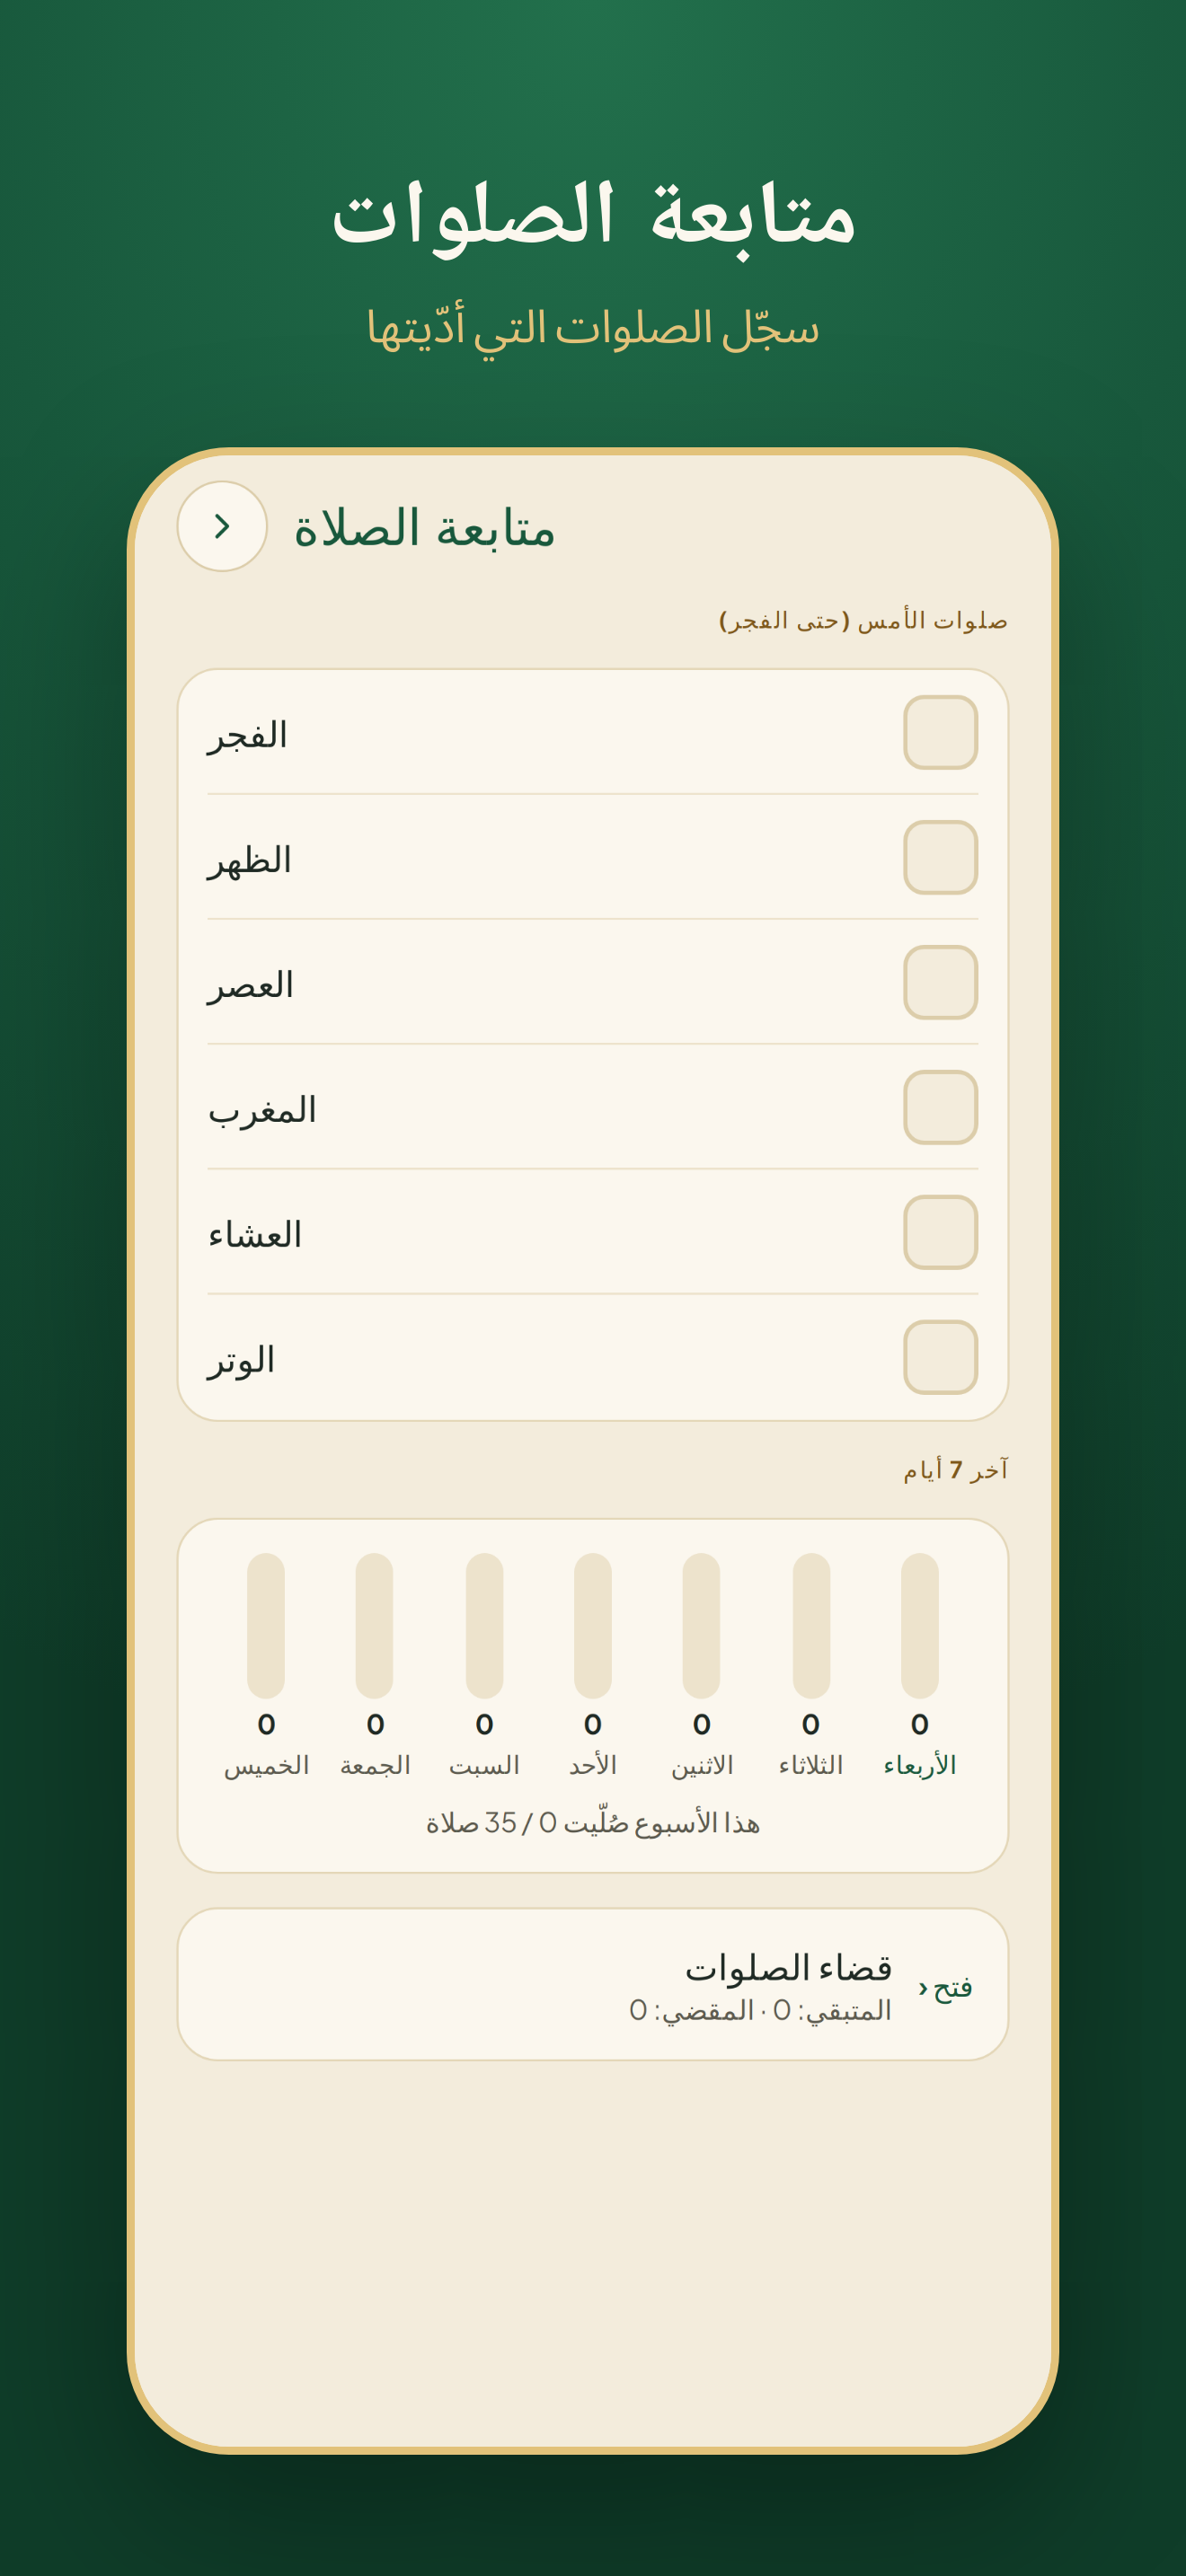 متابعة الصلوات
سجّل الصلوات التي أدّيتها
متابعة الصلاة
صلوات الأمس (حتى الفجر)
الفجر
الظهر
العصر
المغرب
العشاء
الوتر
آخر 7 أيام
0 0 0 0 0 0 0
الأربعاء الثلاثاء الاثنين الأحد السبت الجمعة الخميس
هذا الأسبوع صُلّيت 0 / 35 صلاة
قضاء الصلوات
المتبقي: 0 · المقضي: 0
فتح ›